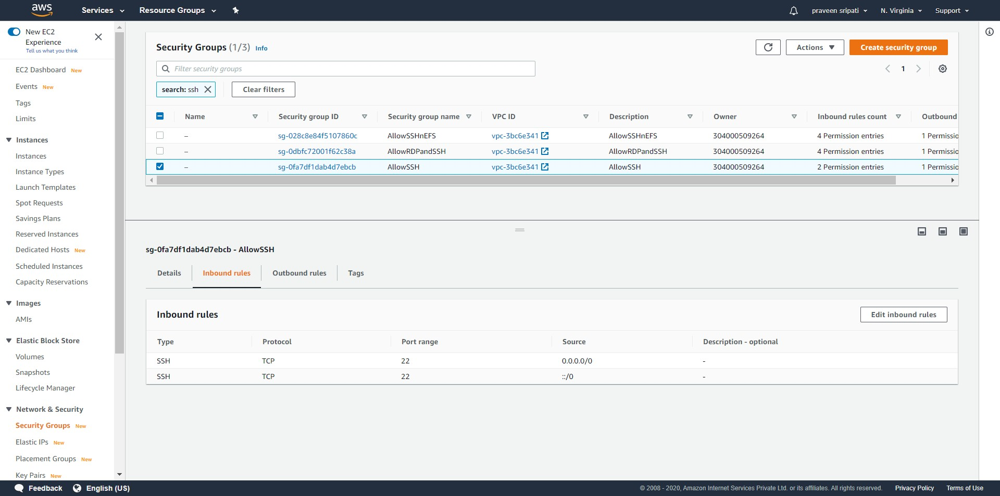 aws Services Resource Groups praveen sripati N. Virginia Support
New EC2
Experience
Tell us what you think
EC2 Dashboard New
Events New
Tags
Limits
Instances
Instances
Instance Types
Launch Templates
Spot Requests
Savings Plans
Reserved Instances
Dedicated Hosts New
Scheduled Instances
Capacity Reservations
Images
AMIs
Elastic Block Store
Volumes
Snapshots
Lifecycle Manager
Network & Security
Security Groups New
Elastic IPs New
Placement Groups New
Key Pairs New
Security Groups (1/3) Info Actions Create security group
Filter security groups 1
search: ssh Clear filters
Name Security group ID Security group name VPC ID Description Owner Inbound rules count Outbound
– sg-028c8e84f5107860c AllowSSHnEFS vpc-3bc6e341 AllowSSHnEFS 304000509264 4 Permission entries 1 Permissio
– sg-0dbfc72001f62c38a AllowRDPandSSH vpc-3bc6e341 AllowRDPandSSH 304000509264 4 Permission entries 1 Permissio
– sg-0fa7df1dab4d7ebcb AllowSSH vpc-3bc6e341 AllowSSH 304000509264 2 Permission entries 1 Permissio
sg-0fa7df1dab4d7ebcb - AllowSSH
Details Inbound rules Outbound rules Tags
Inbound rules Edit inbound rules
Type Protocol Port range Source Description - optional
SSH TCP 22 0.0.0.0/0 -
SSH TCP 22 ::/0 -
Feedback English (US) © 2008 - 2020, Amazon Internet Services Private Ltd. or its affiliates. All rights reserved. Privacy Policy Terms of Use